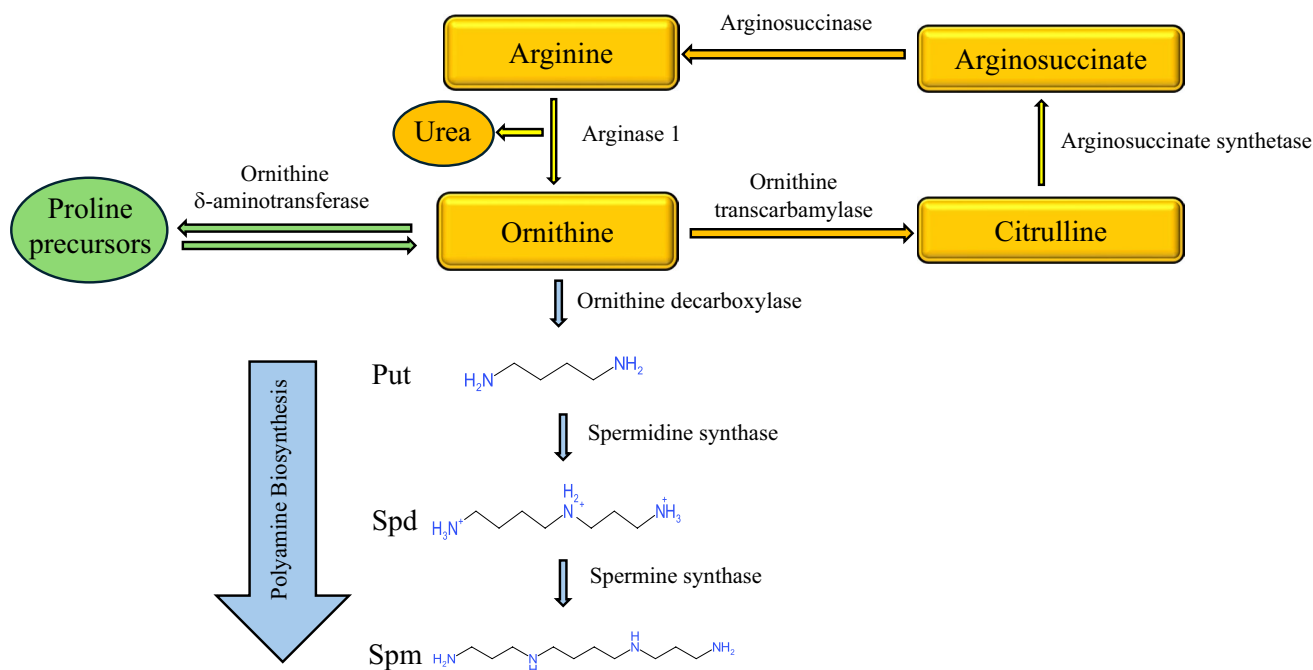 Arginosuccinase
Arginine
Arginosuccinate
Urea
Arginase 1
Arginosuccinate synthetase
Ornithine
δ-aminotransferase
Ornithine
transcarbamylase
Proline
precursors
Ornithine
Citrulline
Ornithine decarboxylase
Put
H₂N
NH₂
Spermidine synthase
Polyamine Biosynthesis
Spd
H₃N⁺
H₂
N⁺
NH₃⁺
Spermine synthase
Spm
H₂N
N
H
H
N
NH₂